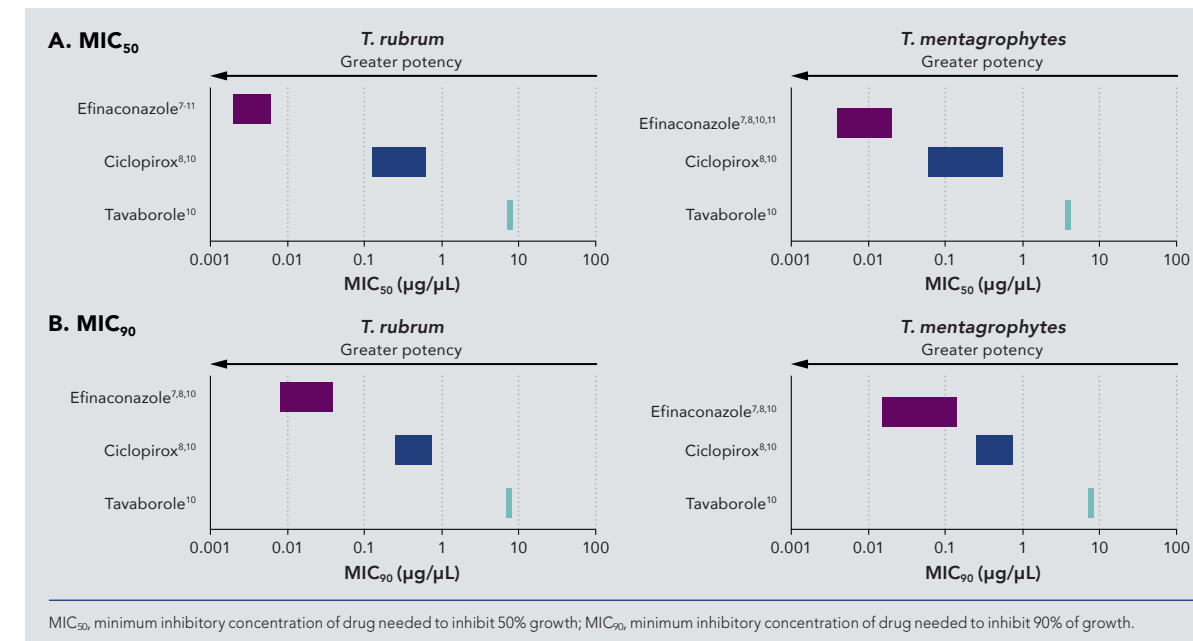 A. MIC50
T. rubrum
Greater potency
Efinaconazole7-11
Ciclopirox8,10
Tavaborole10
0.001 0.01 0.1 1 10 100
MIC50 (µg/µL)
T. mentagrophytes
Greater potency
Efinaconazole7,8,10,11
Ciclopirox8,10
Tavaborole10
0.001 0.01 0.1 1 10 100
MIC50 (µg/µL)
B. MIC90
T. rubrum
Greater potency
Efinaconazole7,8,10
Ciclopirox8,10
Tavaborole10
0.001 0.01 0.1 1 10 100
MIC90 (µg/µL)
T. mentagrophytes
Greater potency
Efinaconazole7,8,10
Ciclopirox8,10
Tavaborole10
0.001 0.01 0.1 1 10 100
MIC90 (µg/µL)
MIC50, minimum inhibitory concentration of drug needed to inhibit 50% growth; MIC90, minimum inhibitory concentration of drug needed to inhibit 90% of growth.